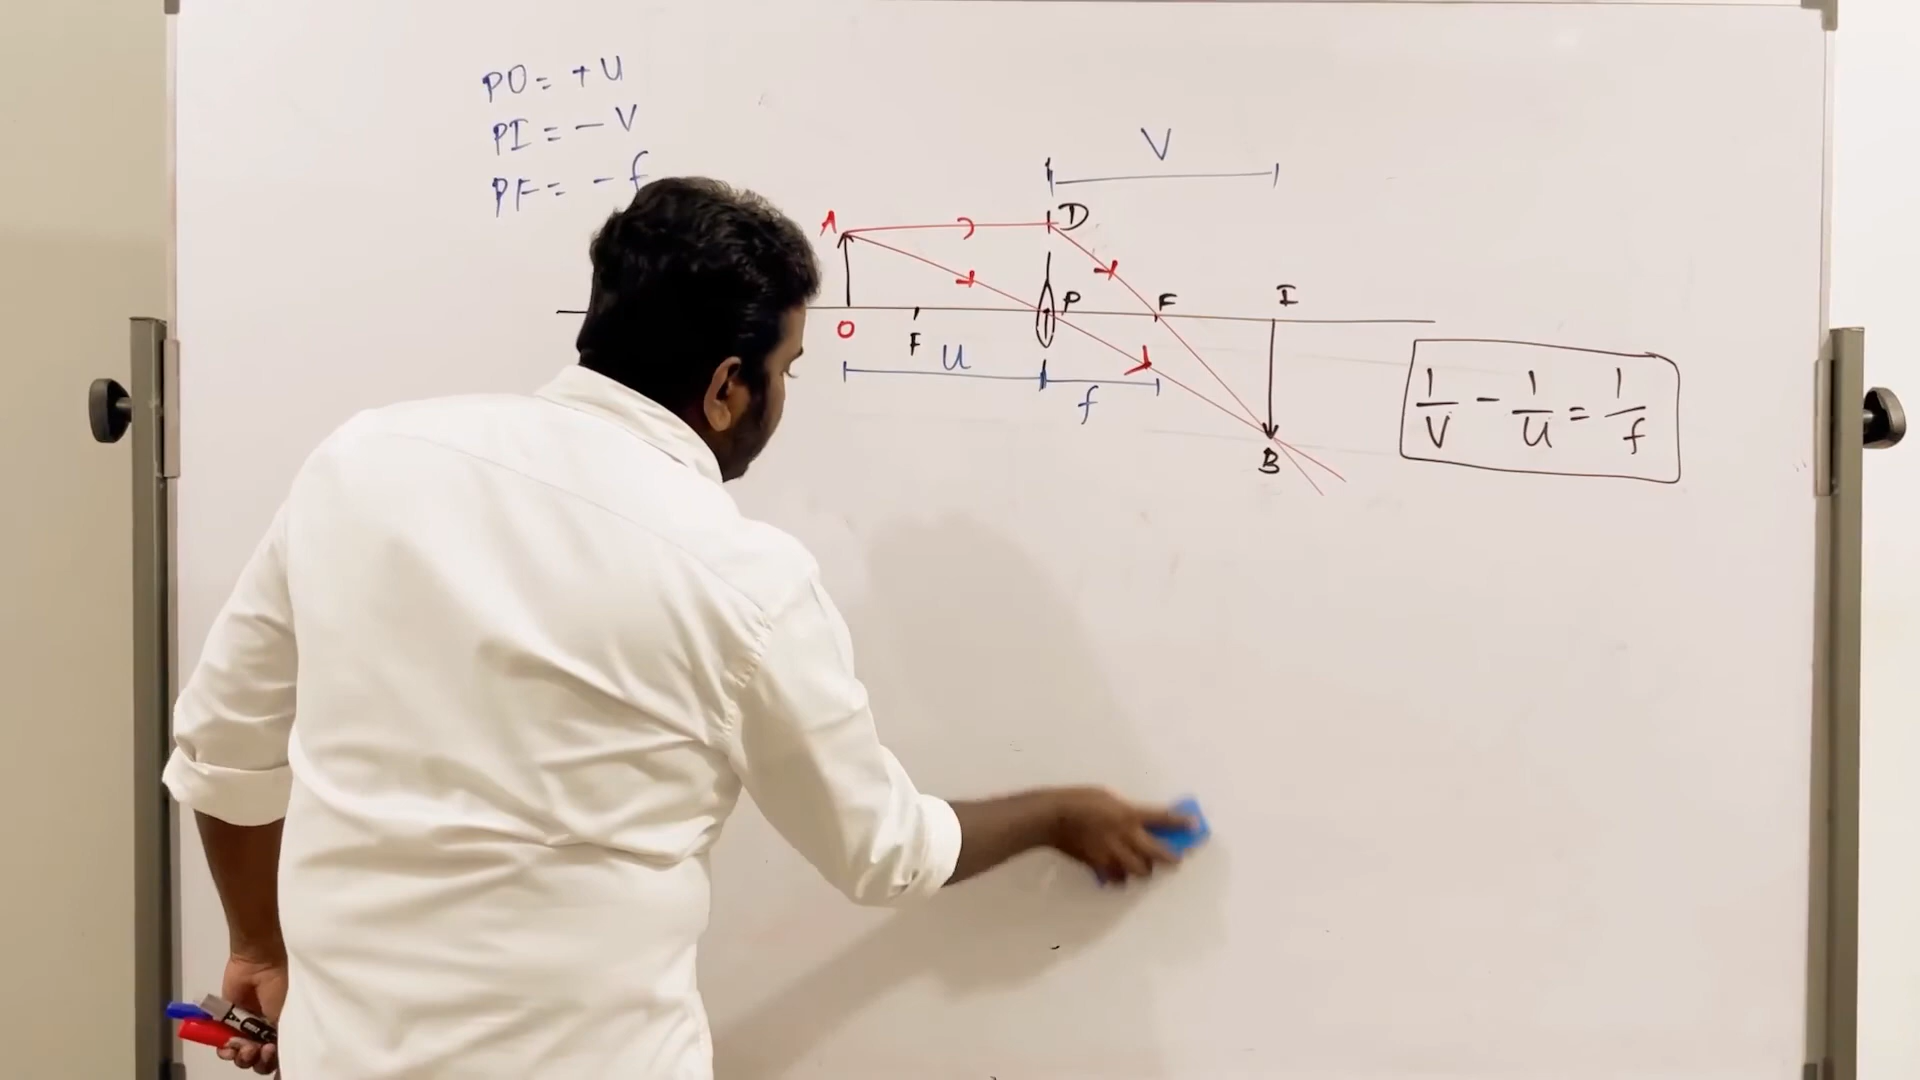 PO = +U
PI = - V
PF = - f
V
A
D
P
F
I
O
F
U
f
B
1/V - 1/U = 1/f